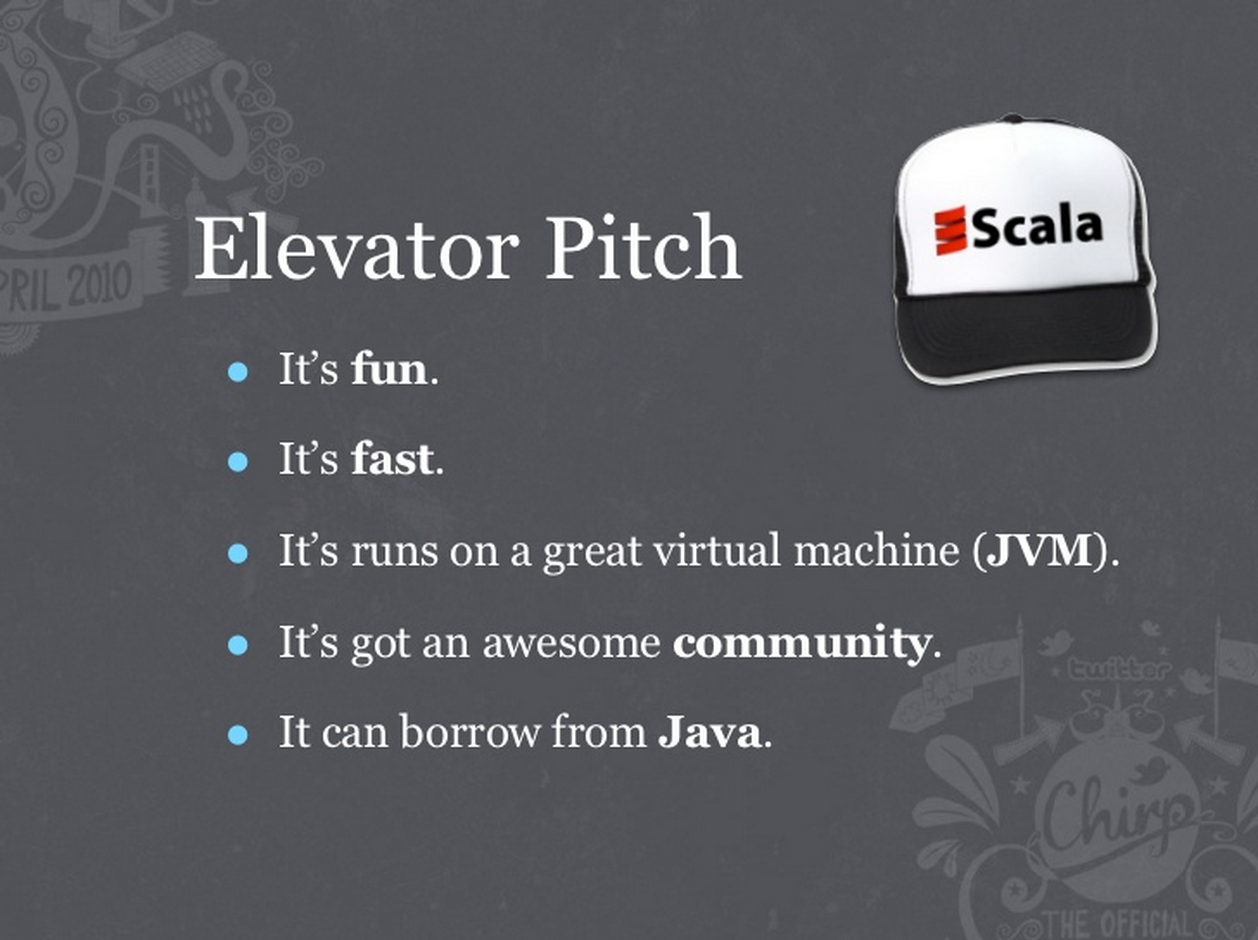 Scala
Elevator Pitch
PRIL 2010
It’s fun.
It’s fast.
It’s runs on a great virtual machine (JVM).
It’s got an awesome community.
It can borrow from Java.
twitter
Chirp
THE OFFICIAL